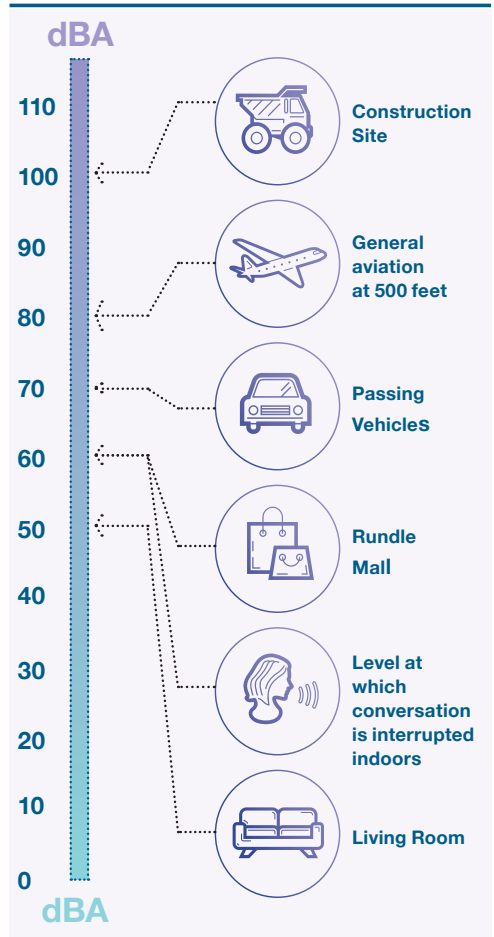 dBA
110
100
90
80
70
60
50
40
30
20
10
0
dBA
Construction
Site
General
aviation
at 500 feet
Passing
Vehicles
Rundle
Mall
Level at
which
conversation
is interrupted
indoors
Living Room